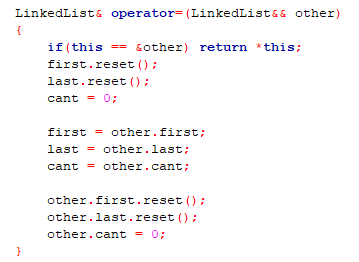 LinkedList& operator=(LinkedList&& other)
{
    if(this == &other) return *this;
    first.reset();
    last.reset();
    cant = 0;

    first = other.first;
    last = other.last;
    cant = other.cant;

    other.first.reset();
    other.last.reset();
    other.cant = 0;
}